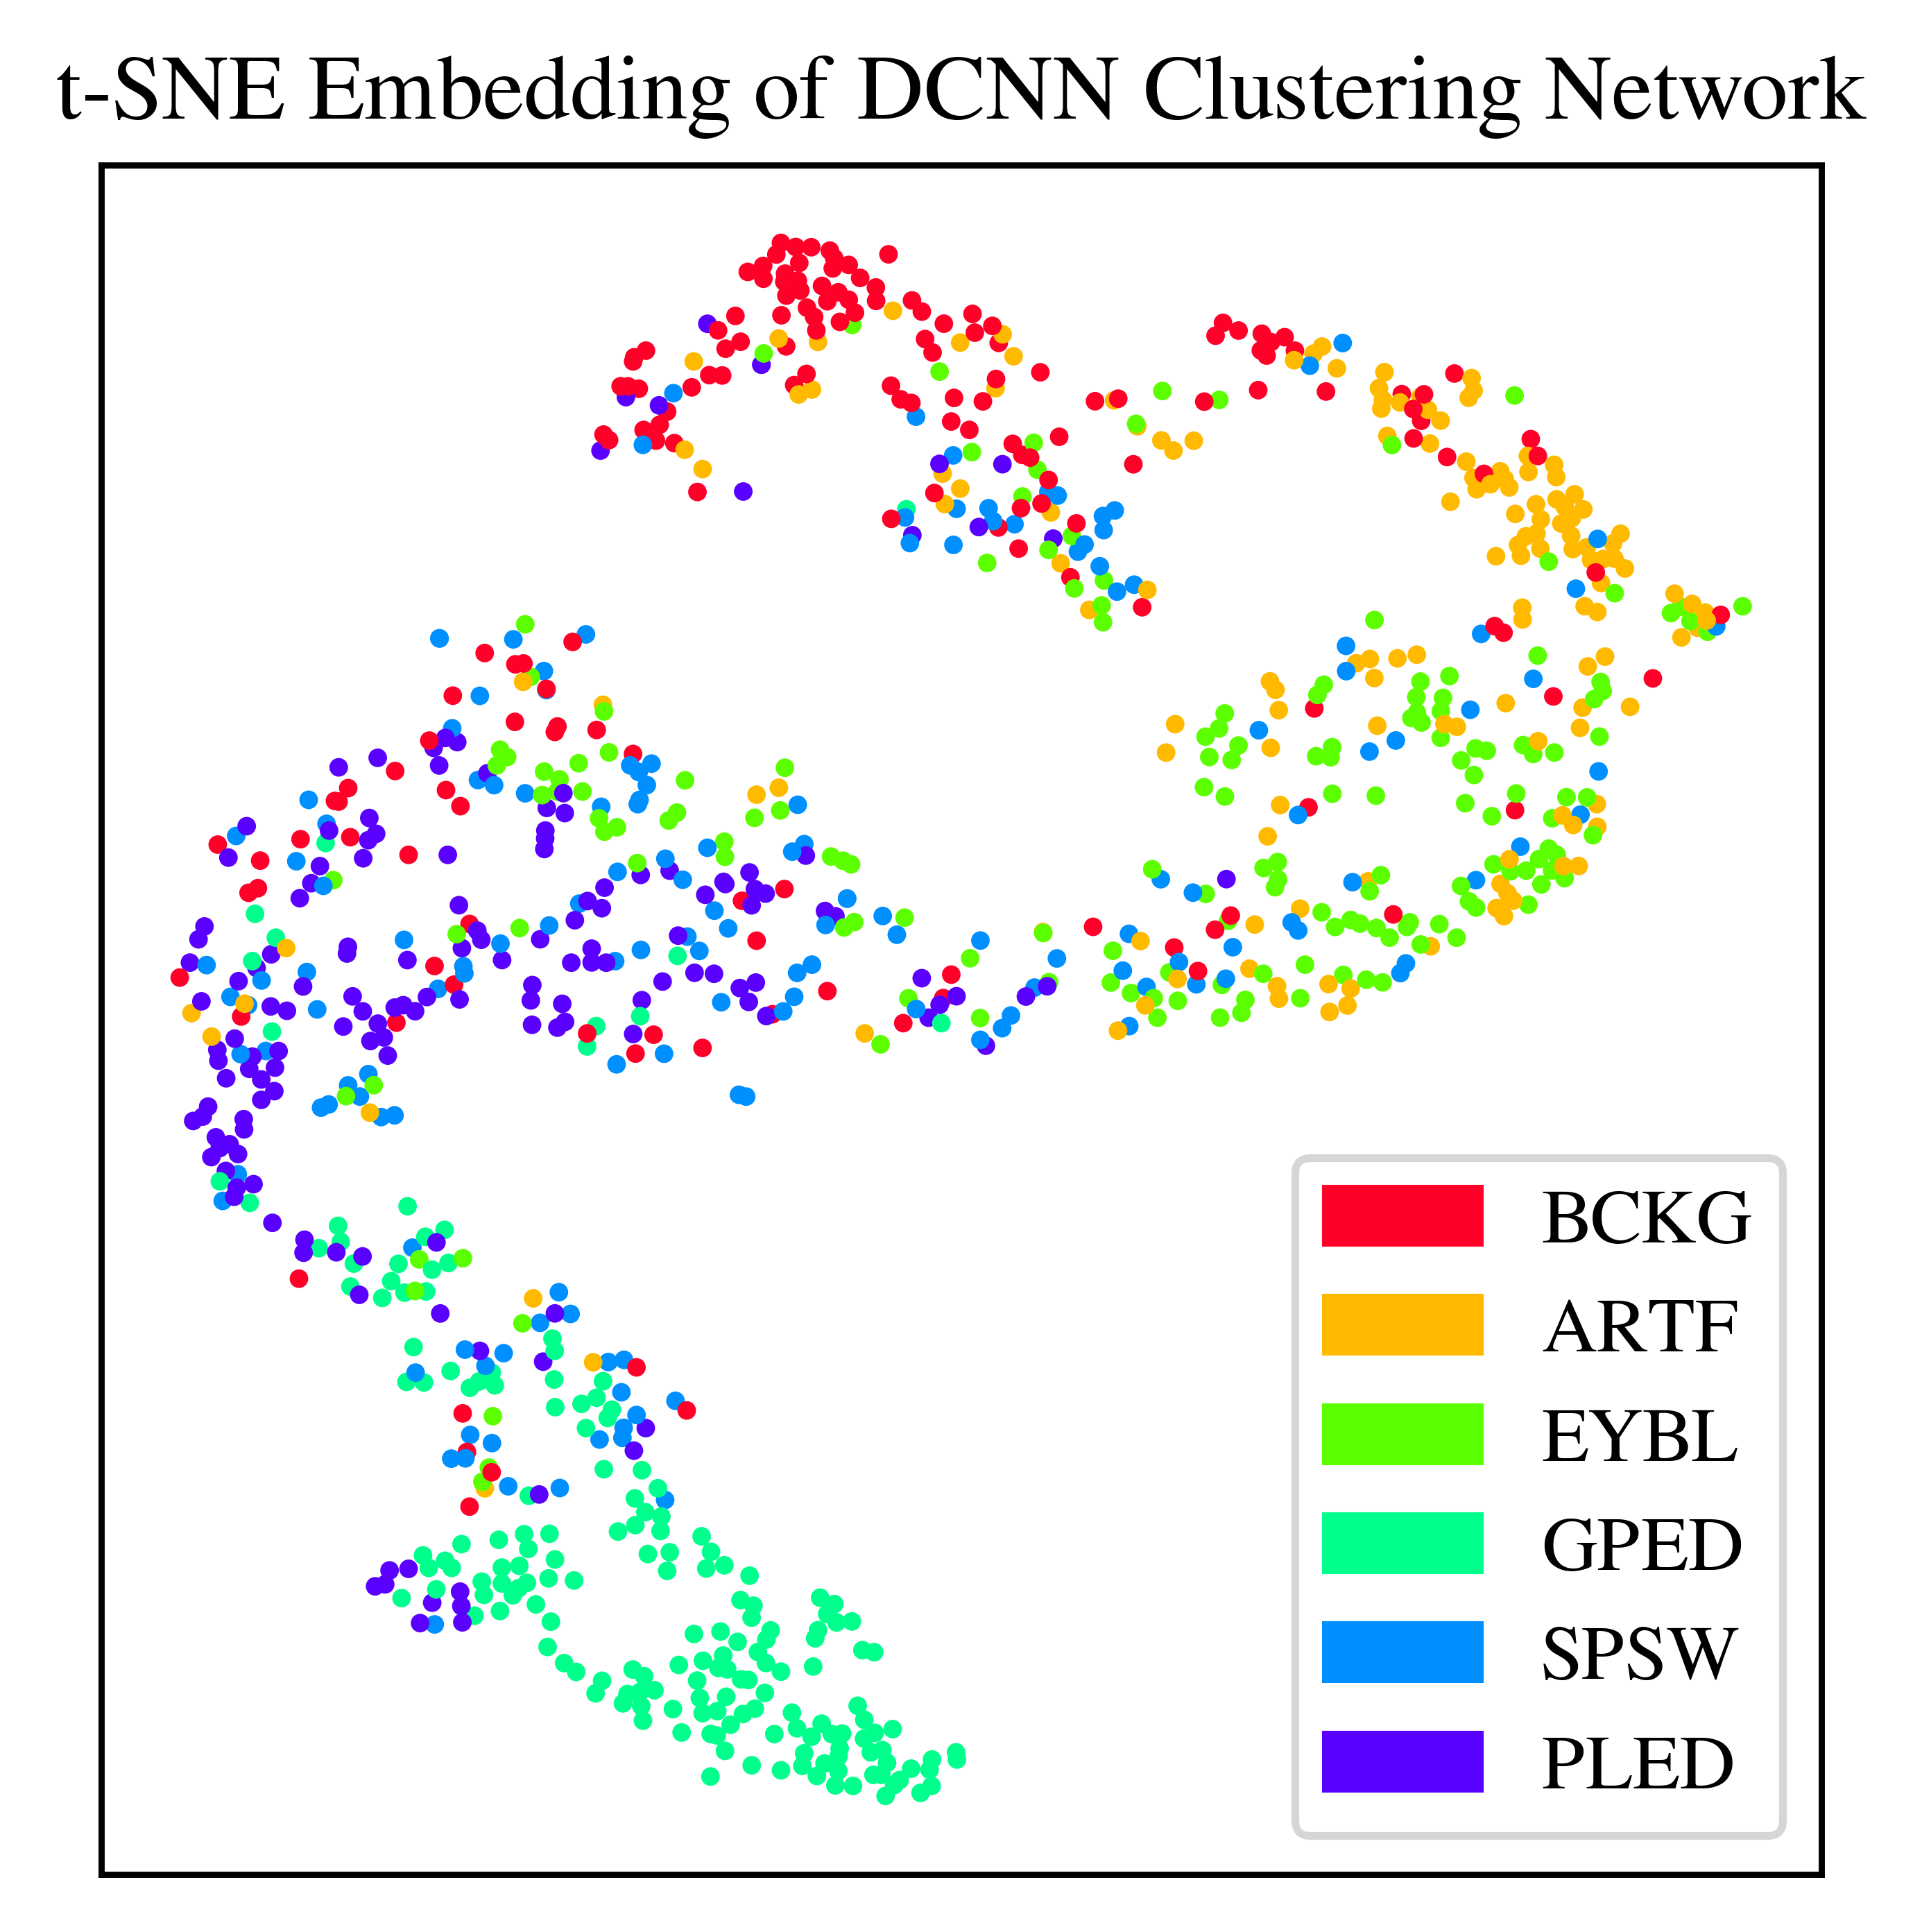 t-SNE Embedding of DCNN Clustering Network
BCKG
ARTF
EYBL
GPED
SPSW
PLED